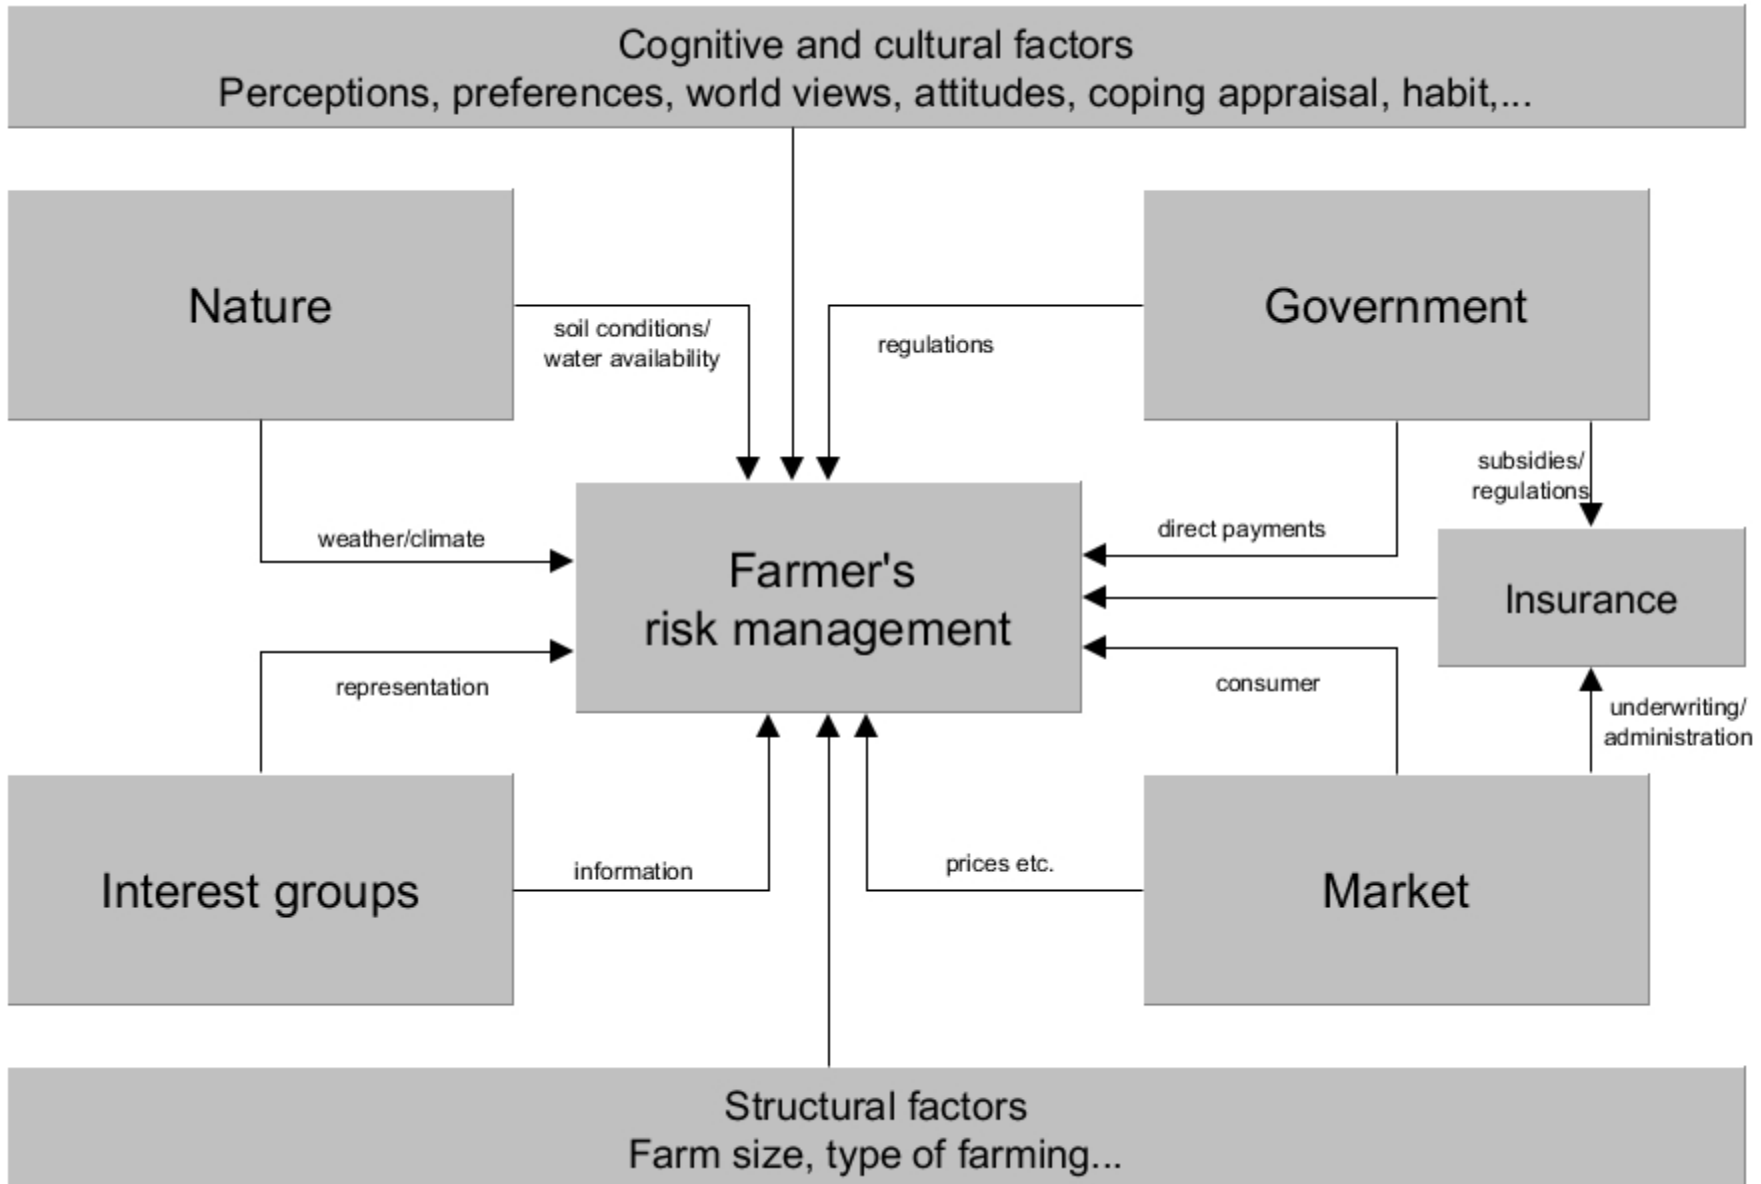 Cognitive and cultural factors
Perceptions, preferences, world views, attitudes, coping appraisal, habit,...
Nature
Government
soil conditions/
water availability
regulations
subsidies/
regulations
weather/climate
direct payments
Farmer's
risk management
Insurance
representation
consumer
underwriting/
administration
Interest groups
information
prices etc.
Market
Structural factors
Farm size, type of farming...